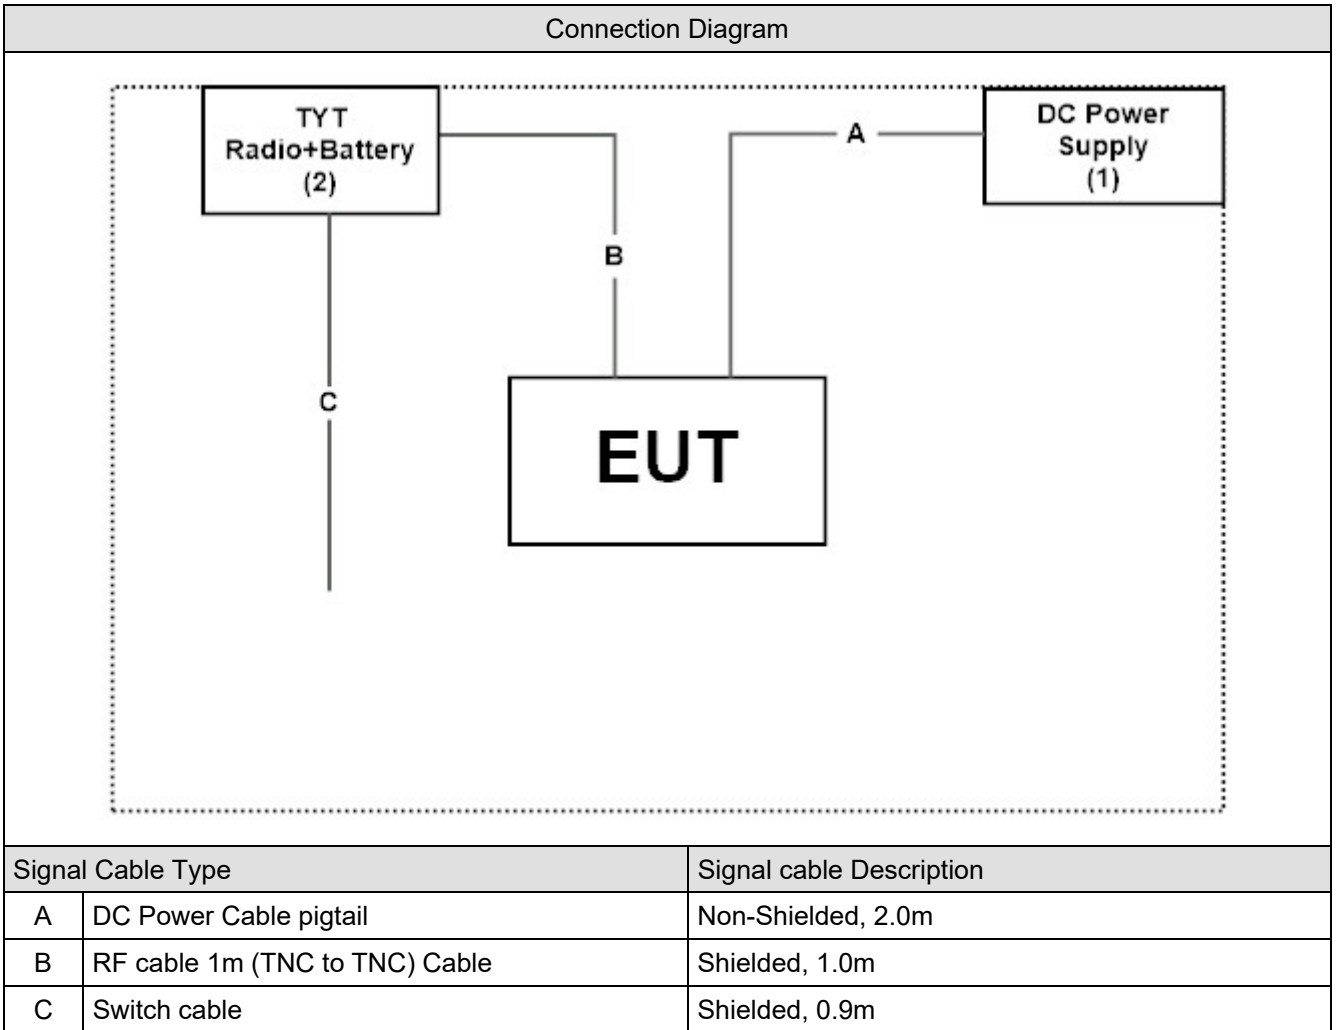 Connection Diagram
TYT
Radio+Battery
(2)
DC Power
Supply
(1)
A
B
C
EUT
Signal Cable Type Signal cable Description
A DC Power Cable pigtail Non-Shielded, 2.0m
B RF cable 1m (TNC to TNC) Cable Shielded, 1.0m
C Switch cable Shielded, 0.9m